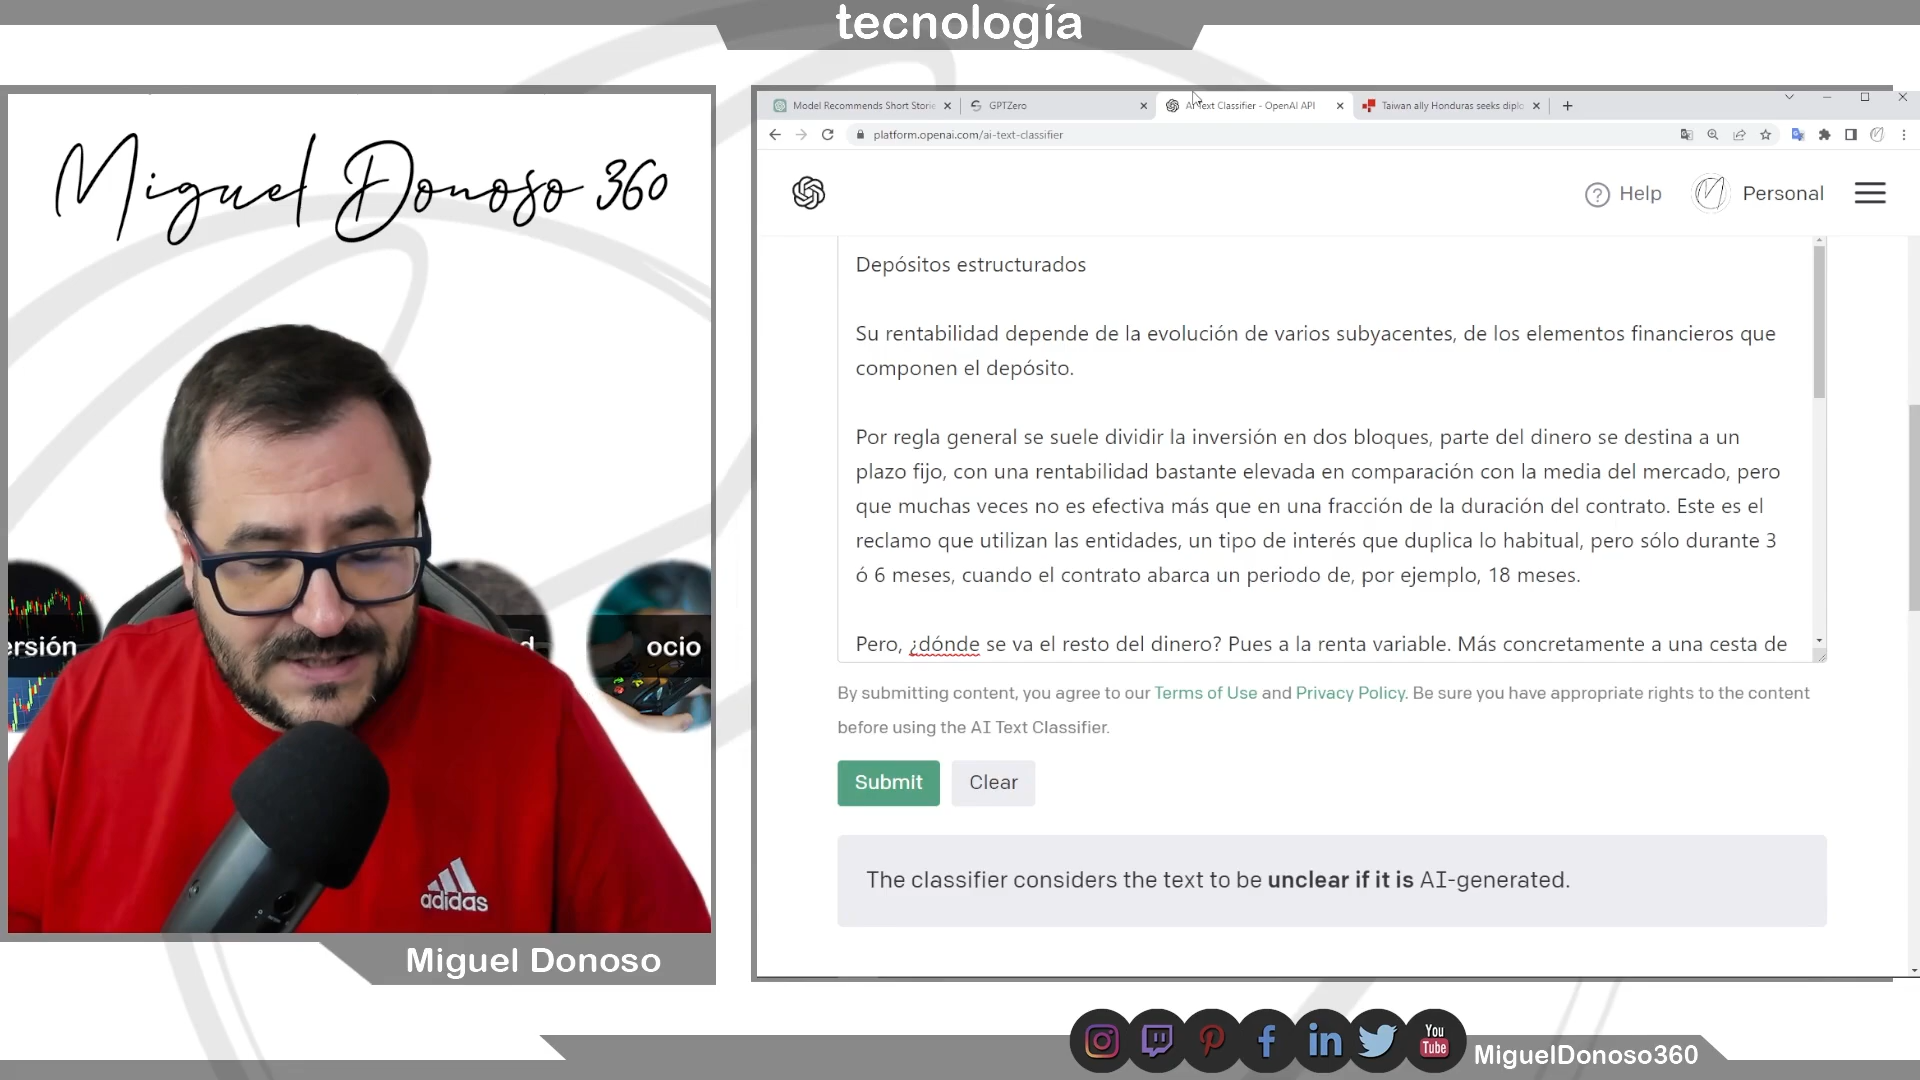 tecnología
Miguel Donoso 360
ersión
d
ocio
adidas
Miguel Donoso
Model Recommends Short Storie
GPTZero
AI Text Classifier - OpenAI API
Taiwan ally Honduras seeks diplo
platform.openai.com/ai-text-classifier
Help
Personal
Depósitos estructurados
Su rentabilidad depende de la evolución de varios subyacentes, de los elementos financieros que
componen el depósito.
Por regla general se suele dividir la inversión en dos bloques, parte del dinero se destina a un
plazo fijo, con una rentabilidad bastante elevada en comparación con la media del mercado, pero
que muchas veces no es efectiva más que en una fracción de la duración del contrato. Este es el
reclamo que utilizan las entidades, un tipo de interés que duplica lo habitual, pero sólo durante 3
ó 6 meses, cuando el contrato abarca un periodo de, por ejemplo, 18 meses.
Pero, ¿dónde se va el resto del dinero? Pues a la renta variable. Más concretamente a una cesta de
By submitting content, you agree to our Terms of Use and Privacy Policy. Be sure you have appropriate rights to the content
before using the AI Text Classifier.
Submit
Clear
The classifier considers the text to be unclear if it is AI-generated.
You
Tube
MiguelDonoso360